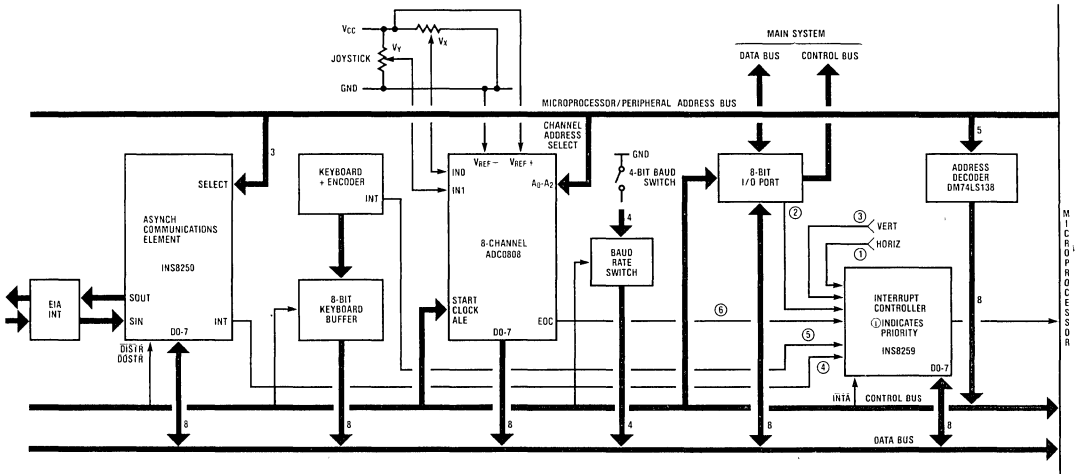 VCC
VX
VY
JOYSTICK
GND
MAIN SYSTEM
DATA BUS
CONTROL BUS
MICROPROCESSOR/PERIPHERAL ADDRESS BUS
CHANNEL
ADDRESS
SELECT
3
5
SELECT
ASYNCH
COMMUNICATIONS
ELEMENT
INS8250
SOUT
SIN
INT
D0-7
DISTR
DOSTR
EIA
INT
KEYBOARD
+ ENCODER
INT
8-BIT
KEYBOARD
BUFFER
VREF −
VREF +
IN0
IN1
A0-A2
8-CHANNEL
ADC0808
START
CLOCK
ALE
EOC
D0-7
GND
4-BIT BAUD
SWITCH
4
BAUD
RATE
SWITCH
8-BIT
I/O PORT
ADDRESS
DECODER
DM74LS138
② 
③ VERT
HORIZ
①
⑥
⑤
④
INTERRUPT
CONTROLLER
ⓘ INDICATES
PRIORITY
INS8259
D0-7
8
INTA
CONTROL BUS
8
8
8
4
8
8
DATA BUS
MICROPROCESSOR